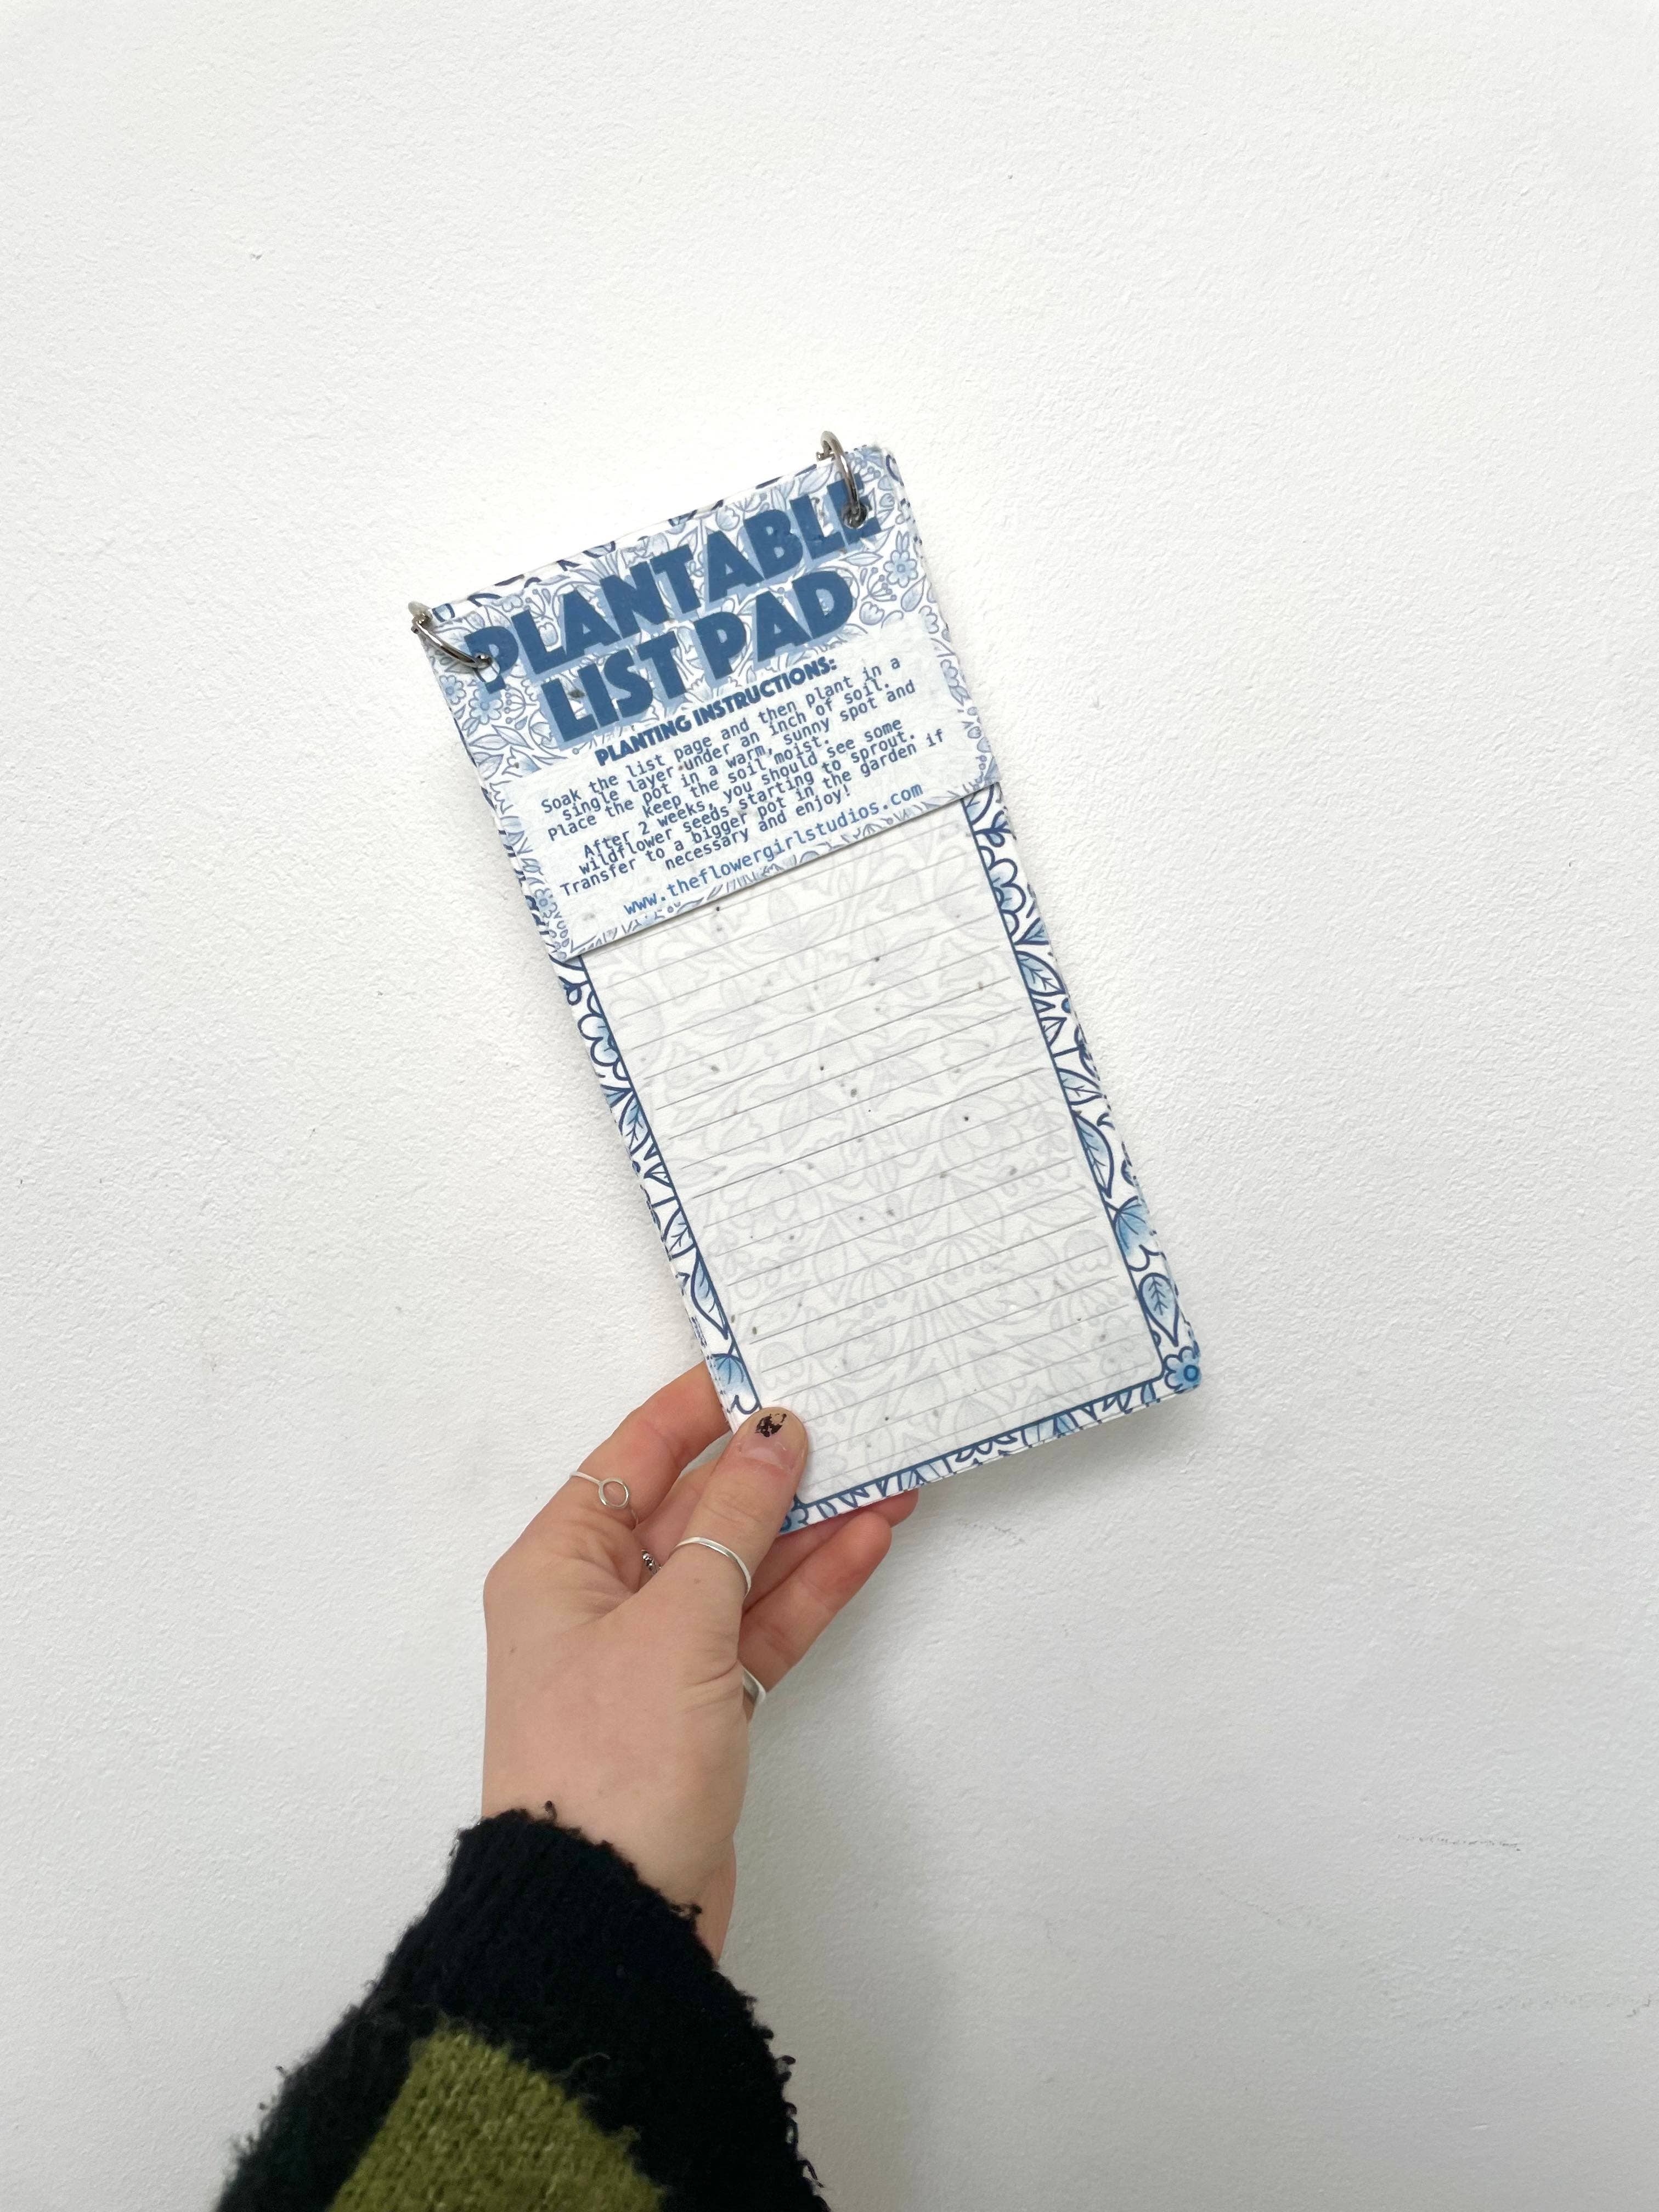 PLANTABLE
LIST PAD
PLANTING INSTRUCTIONS:
Soak the list page and then plant in a
single layer under an inch of soil.
Place the pot in a warm, sunny spot and
keep the soil moist.
After 2 weeks, you should see some
wildflower seeds starting to sprout.
Transfer to a bigger pot in the garden if
necessary and enjoy!
www.theflowergirlstudios.com